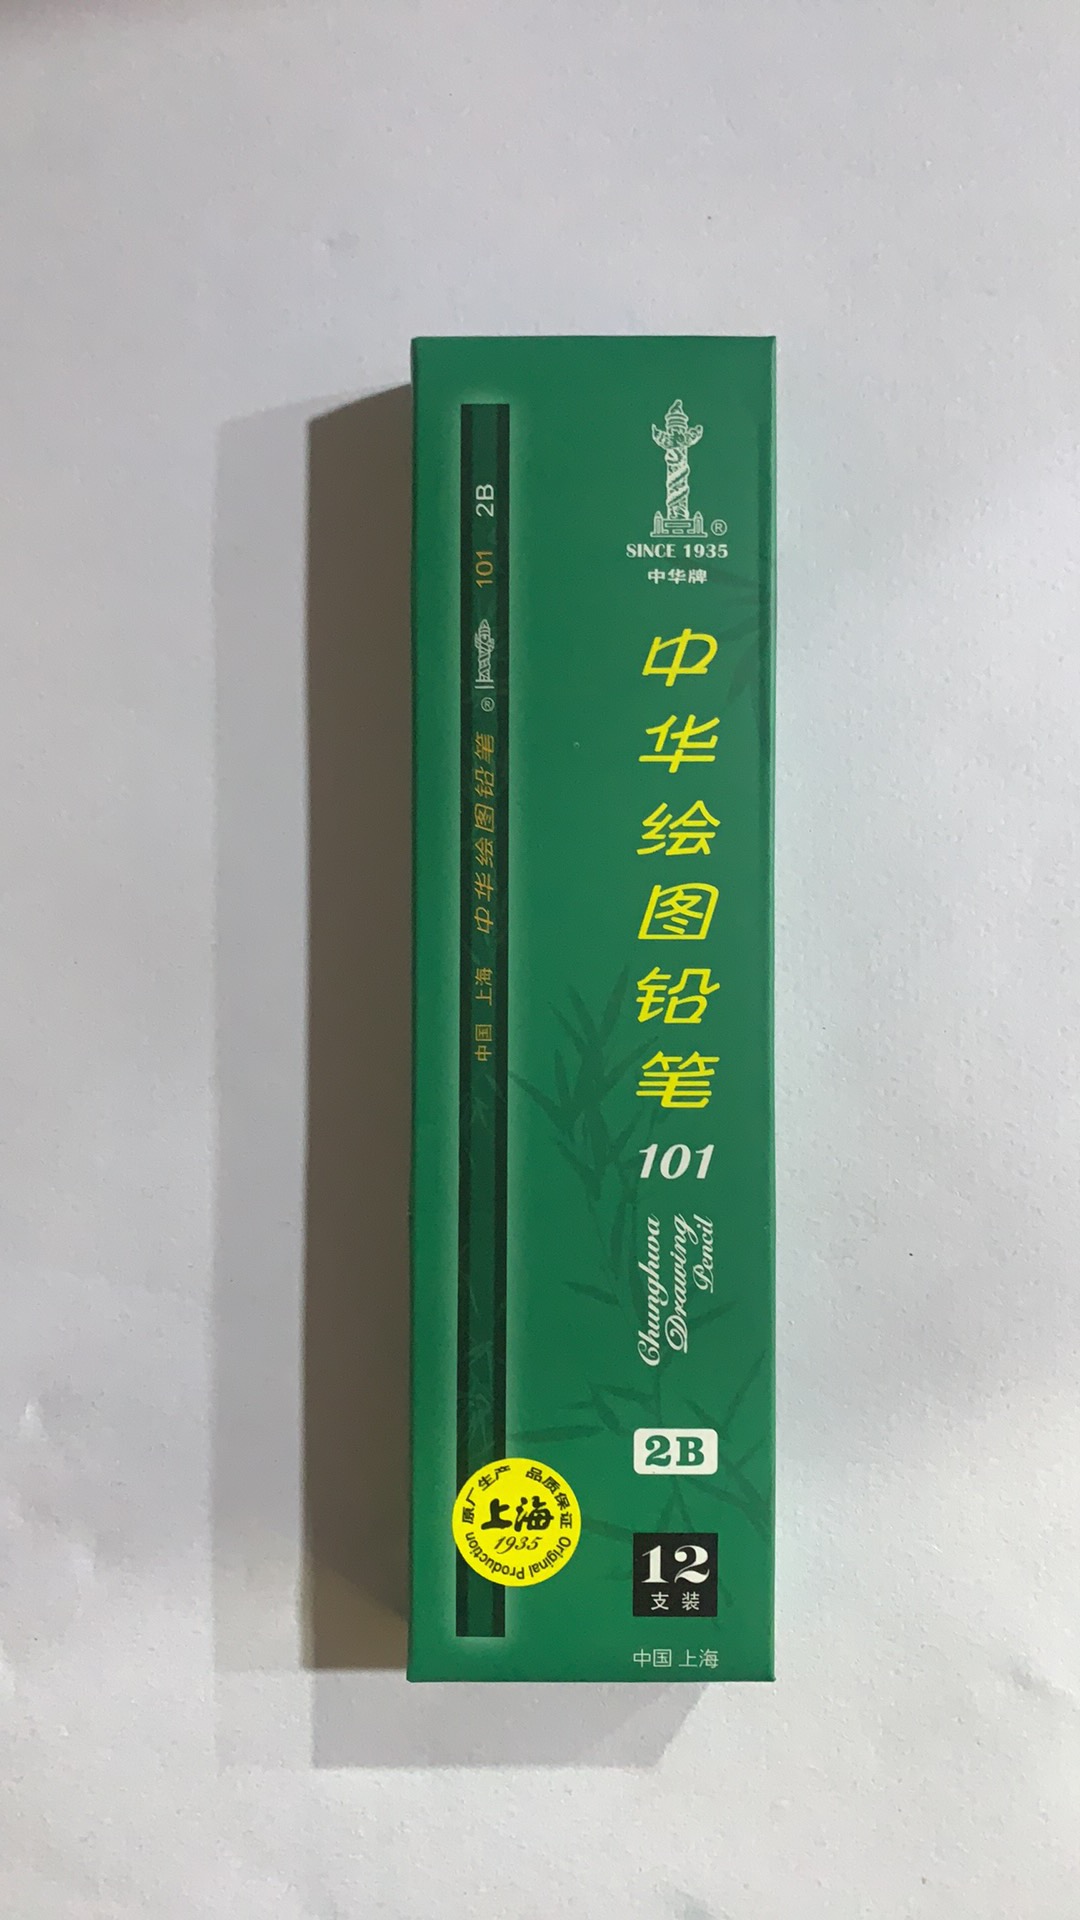 ®
SINCE 1935
中华牌
中华绘图铅笔
101
Chunghwa
Drawing
Pencil
2B
12
支装
中国 上海
中国 上海 中华绘图铅笔 ® 101 2B
原厂生产 品质保证
上海
1935
Original Production